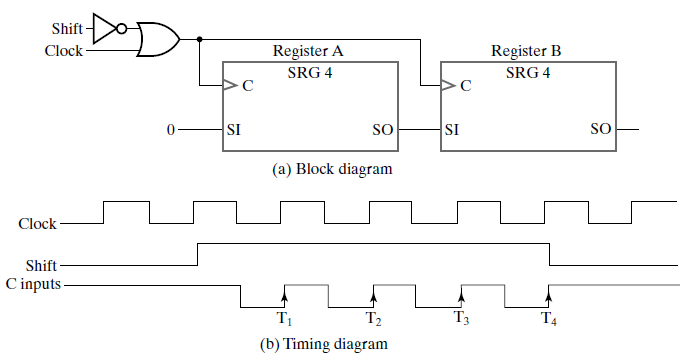 Shift
Clock
Register A
Register B
SRG 4
SRG 4
C
C
0
SI
SO
SI
SO
(a) Block diagram
Clock
Shift
C inputs
T1
T2
T3
T4
(b) Timing diagram